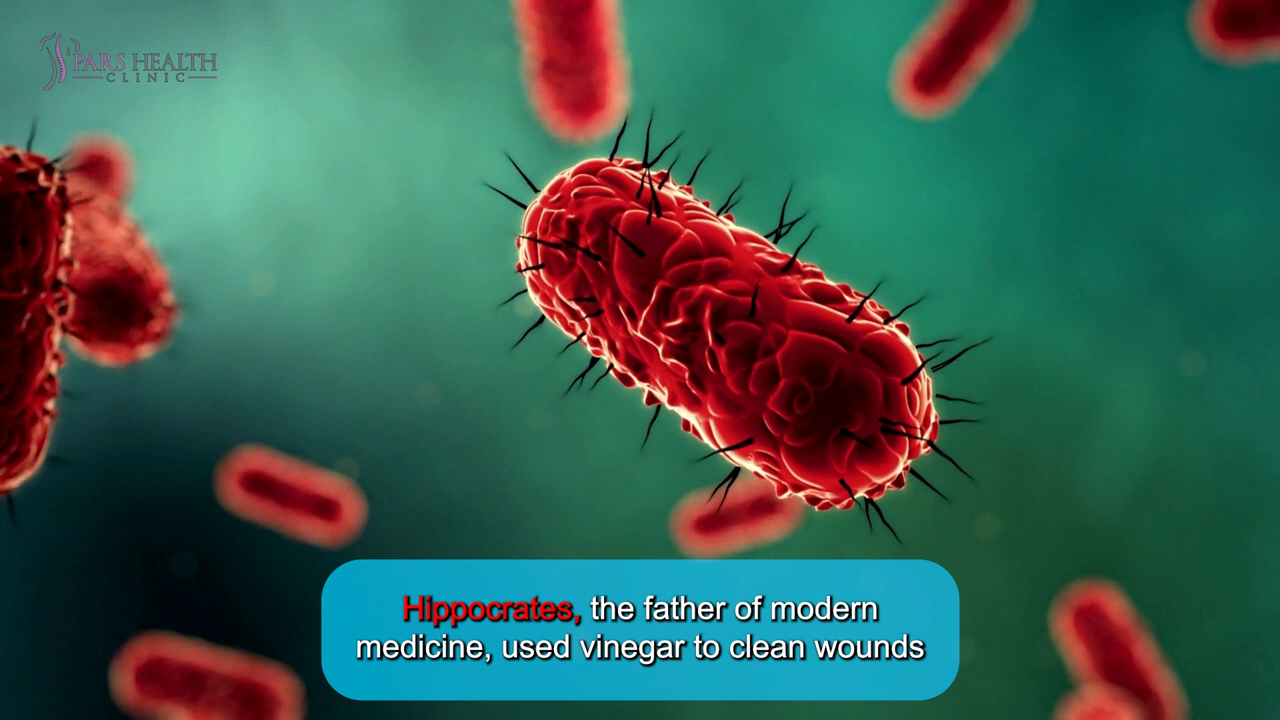 PARS HEALTH
CLINIC
Hippocrates, the father of modern
medicine, used vinegar to clean wounds